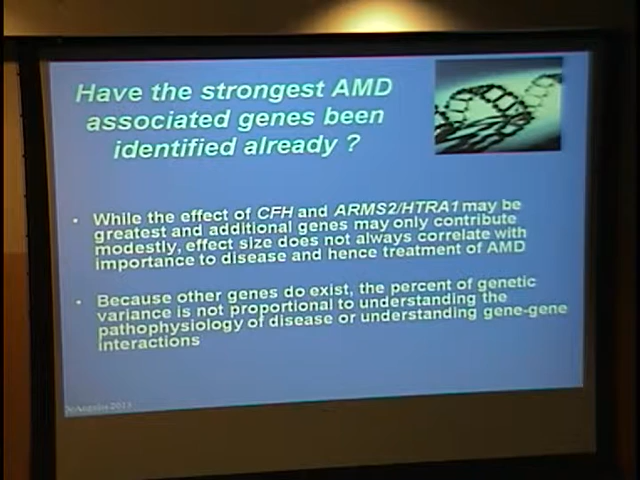 Have the strongest AMD
associated genes been
identified already ?
• While the effect of CFH and ARMS2/HTRA1 may be
greatest and additional genes may only contribute
modestly, effect size does not always correlate with
importance to disease and hence treatment of AMD
• Because other genes do exist, the percent of genetic
variance is not proportional to understanding the
pathophysiology of disease or understanding gene-gene
interactions